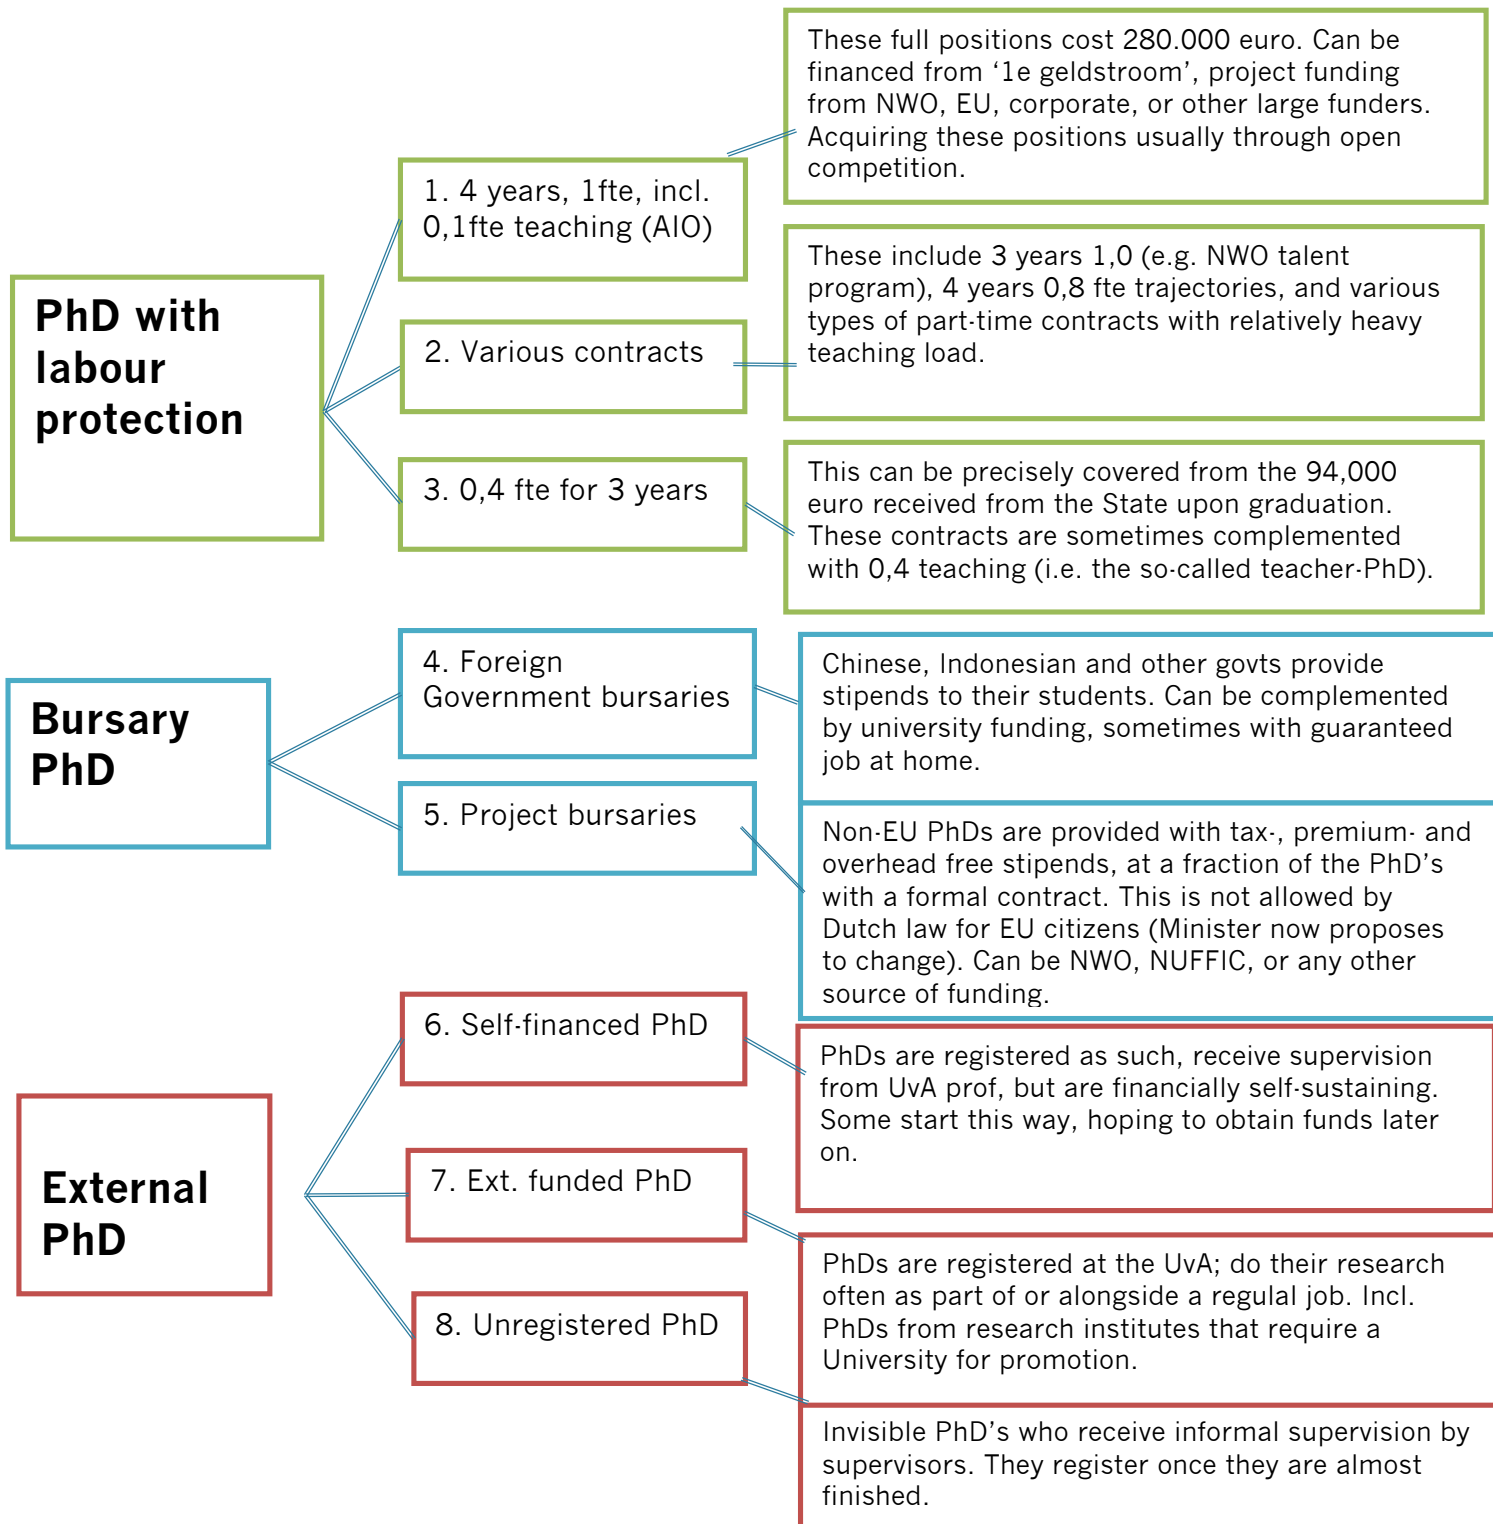 PhD with
labour
protection
1. 4 years, 1fte, incl.
0,1fte teaching (AIO)
These full positions cost 280.000 euro. Can be
financed from ‘1e geldstroom’, project funding
from NWO, EU, corporate, or other large funders.
Acquiring these positions usually through open
competition.
2. Various contracts
These include 3 years 1,0 (e.g. NWO talent
program), 4 years 0,8 fte trajectories, and various
types of part-time contracts with relatively heavy
teaching load.
3. 0,4 fte for 3 years
This can be precisely covered from the 94,000
euro received from the State upon graduation.
These contracts are sometimes complemented
with 0,4 teaching (i.e. the so-called teacher-PhD).
Bursary
PhD
4. Foreign
Government bursaries
Chinese, Indonesian and other govts provide
stipends to their students. Can be complemented
by university funding, sometimes with guaranteed
job at home.
5. Project bursaries
Non-EU PhDs are provided with tax-, premium- and
overhead free stipends, at a fraction of the PhD’s
with a formal contract. This is not allowed by
Dutch law for EU citizens (Minister now proposes
to change). Can be NWO, NUFFIC, or any other
source of funding.
External
PhD
6. Self-financed PhD
PhDs are registered as such, receive supervision
from UvA prof, but are financially self-sustaining.
Some start this way, hoping to obtain funds later
on.
7. Ext. funded PhD
PhDs are registered at the UvA; do their research
often as part of or alongside a regulal job. Incl.
PhDs from research institutes that require a
University for promotion.
8. Unregistered PhD
Invisible PhD’s who receive informal supervision by
supervisors. They register once they are almost
finished.